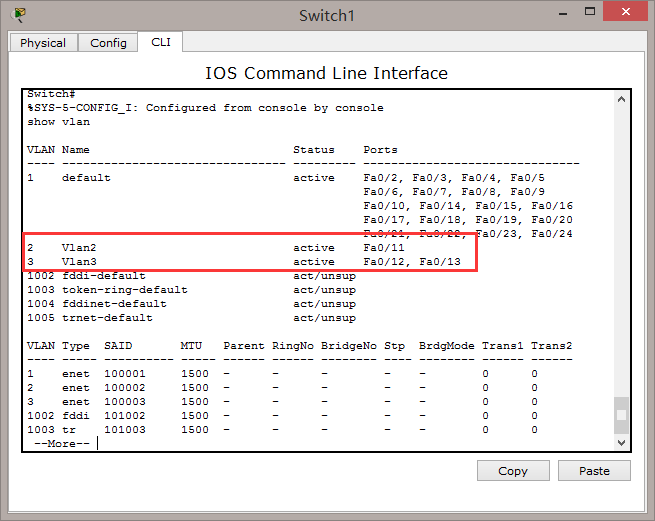 Switch1
Physical Config CLI
IOS Command Line Interface
Switch#
%SYS-5-CONFIG_I: Configured from console by console
show vlan
VLAN Name                             Status    Ports
---- -------------------------------- --------- -------------------------------
1    default                          active    Fa0/2, Fa0/3, Fa0/4, Fa0/5
                                                Fa0/6, Fa0/7, Fa0/8, Fa0/9
                                                Fa0/10, Fa0/14, Fa0/15, Fa0/16
                                                Fa0/17, Fa0/18, Fa0/19, Fa0/20
                                                Fa0/21, Fa0/22, Fa0/23, Fa0/24
2    Vlan2                            active    Fa0/11
3    Vlan3                            active    Fa0/12, Fa0/13
1002 fddi-default                     act/unsup
1003 token-ring-default               act/unsup
1004 fddinet-default                  act/unsup
1005 trnet-default                    act/unsup
VLAN Type  SAID       MTU   Parent RingNo BridgeNo Stp  BrdgMode Trans1 Trans2
---- ----- ---------- ----- ------ ------ -------- ---- -------- ------ ------
1    enet  100001     1500  -      -      -        -    -        0      0
2    enet  100002     1500  -      -      -        -    -        0      0
3    enet  100003     1500  -      -      -        -    -        0      0
1002 fddi  101002     1500  -      -      -        -    -        0      0
1003 tr    101003     1500  -      -      -        -    -        0      0
 --More--
Copy Paste